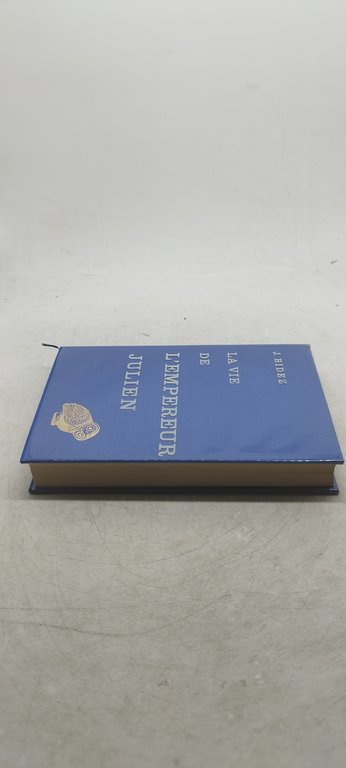 J. BIDEZ
LA VIE
DE
L'EMPEREUR
JULIEN